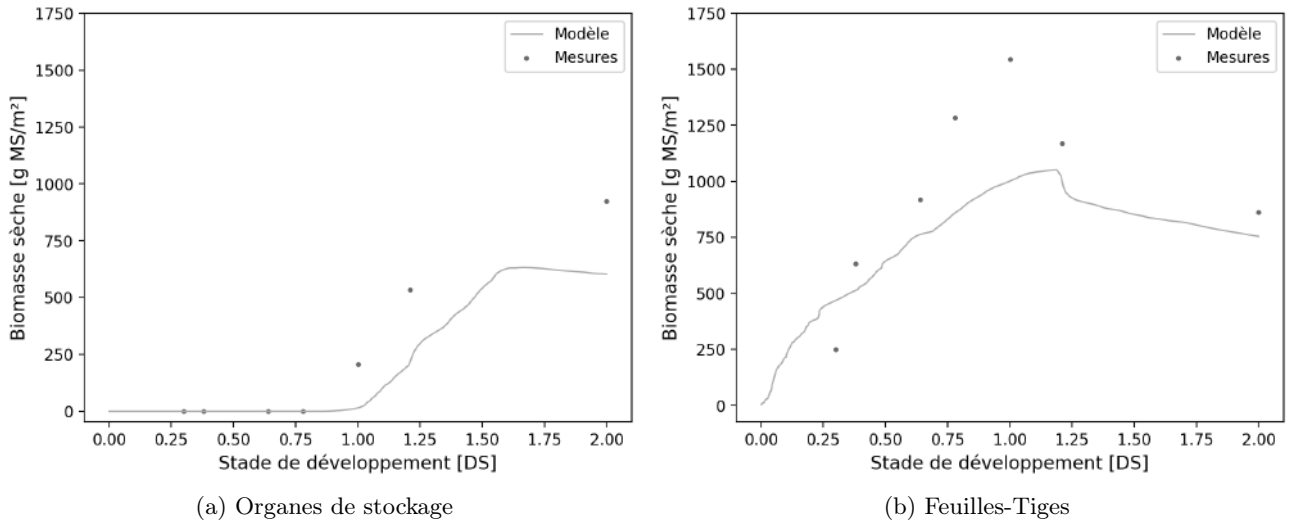 1750
1500
1250
1000
750
500
250
0
Biomasse sèche [g MS/m²]
Modèle
Mesures
0.00 0.25 0.50 0.75 1.00 1.25 1.50 1.75 2.00
Stade de développement [DS]
(a) Organes de stockage
1750
1500
1250
1000
750
500
250
0
Biomasse sèche [g MS/m²]
Modèle
Mesures
0.00 0.25 0.50 0.75 1.00 1.25 1.50 1.75 2.00
Stade de développement [DS]
(b) Feuilles-Tiges